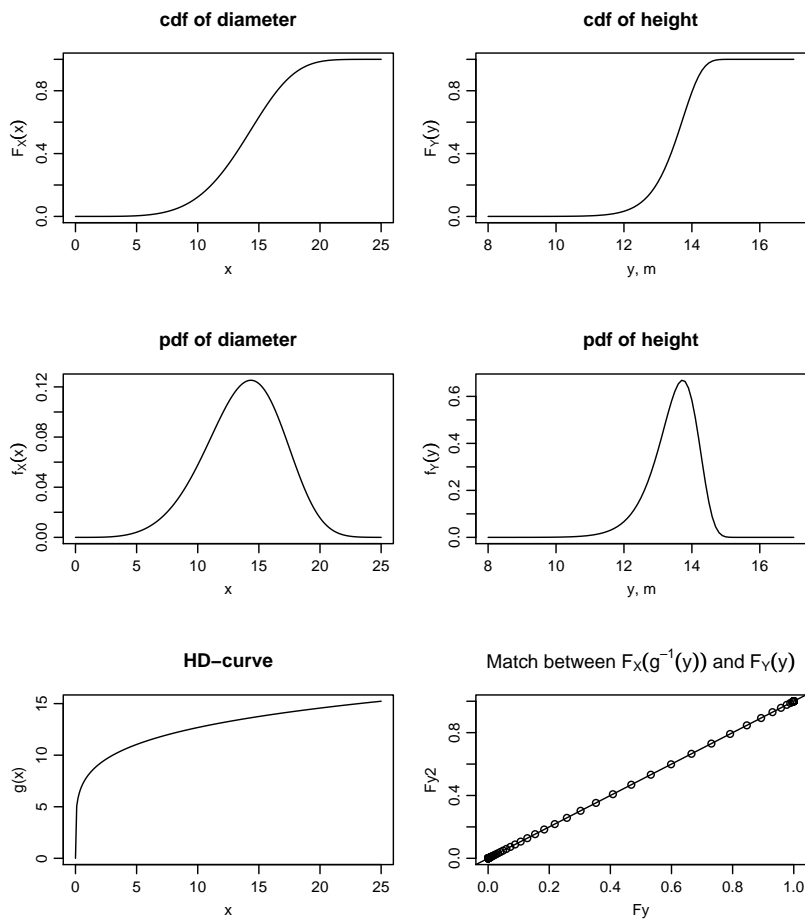 cdf of diameter
F_X(x)
0.0 0.4 0.8
0 5 10 15 20 25
x
cdf of height
F_Y(y)
0.0 0.4 0.8
8 10 12 14 16
y, m
pdf of diameter
f_X(x)
0.00 0.04 0.08 0.12
0 5 10 15 20 25
x
pdf of height
f_Y(y)
0.0 0.2 0.4 0.6
8 10 12 14 16
y, m
HD−curve
g(x)
0 5 10 15
0 5 10 15 20 25
x
Match between F_X(g⁻¹(y)) and F_Y(y)
Fy2
0.0 0.4 0.8
0.0 0.2 0.4 0.6 0.8 1.0
Fy